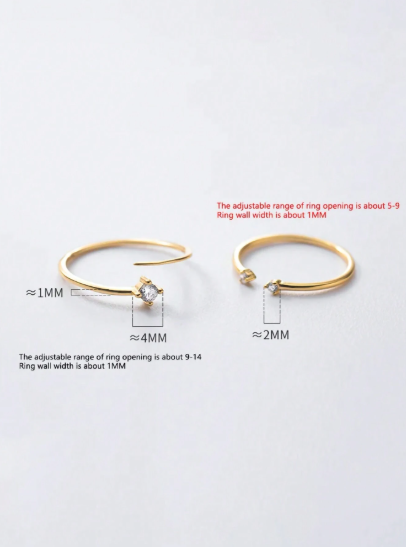 The adjustable range of ring opening is about 5-9
Ring wall width is about 1MM
≈1MM
≈4MM
≈2MM
The adjustable range of ring opening is about 9-14
Ring wall width is about 1MM